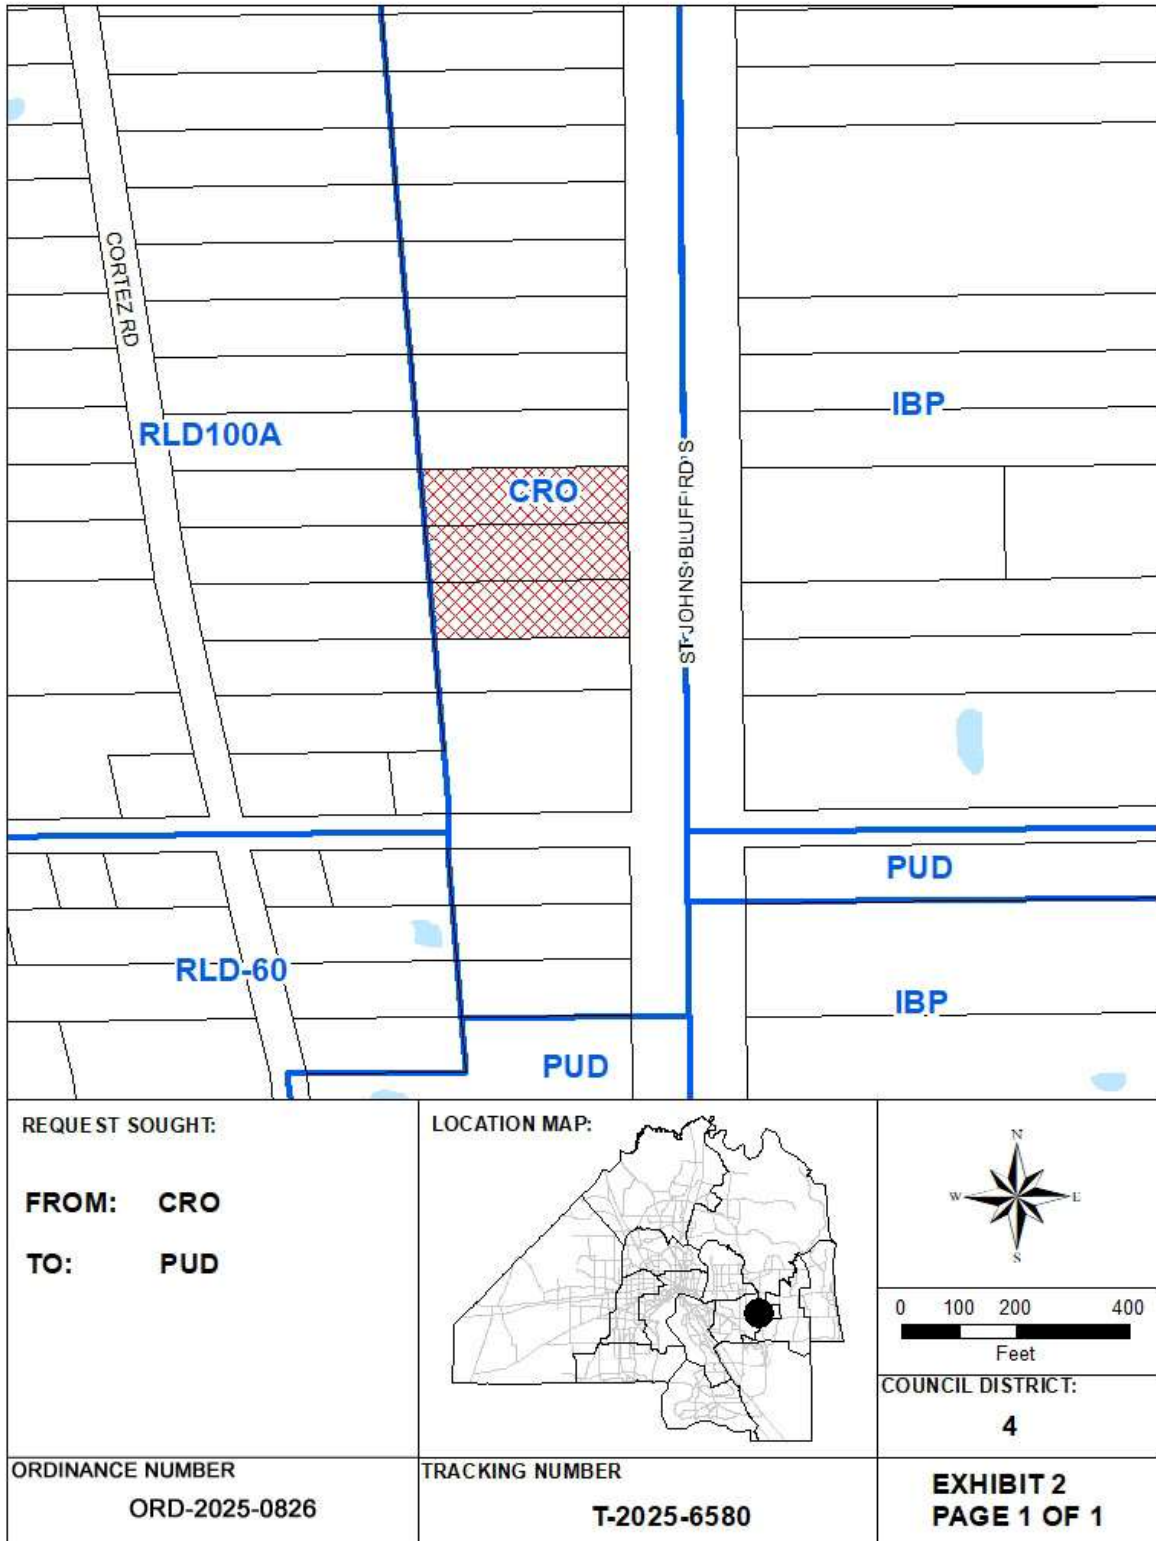 CORTEZ RD
RLD100A
IBP
CRO
ST JOHNS BLUFF RD S
PUD
RLD-60
IBP
PUD
REQUEST SOUGHT:
FROM: CRO
TO: PUD
LOCATION MAP:
N
W E
S
0 100 200 400
Feet
COUNCIL DISTRICT:
4
ORDINANCE NUMBER
ORD-2025-0826
TRACKING NUMBER
T-2025-6580
EXHIBIT 2
PAGE 1 OF 1